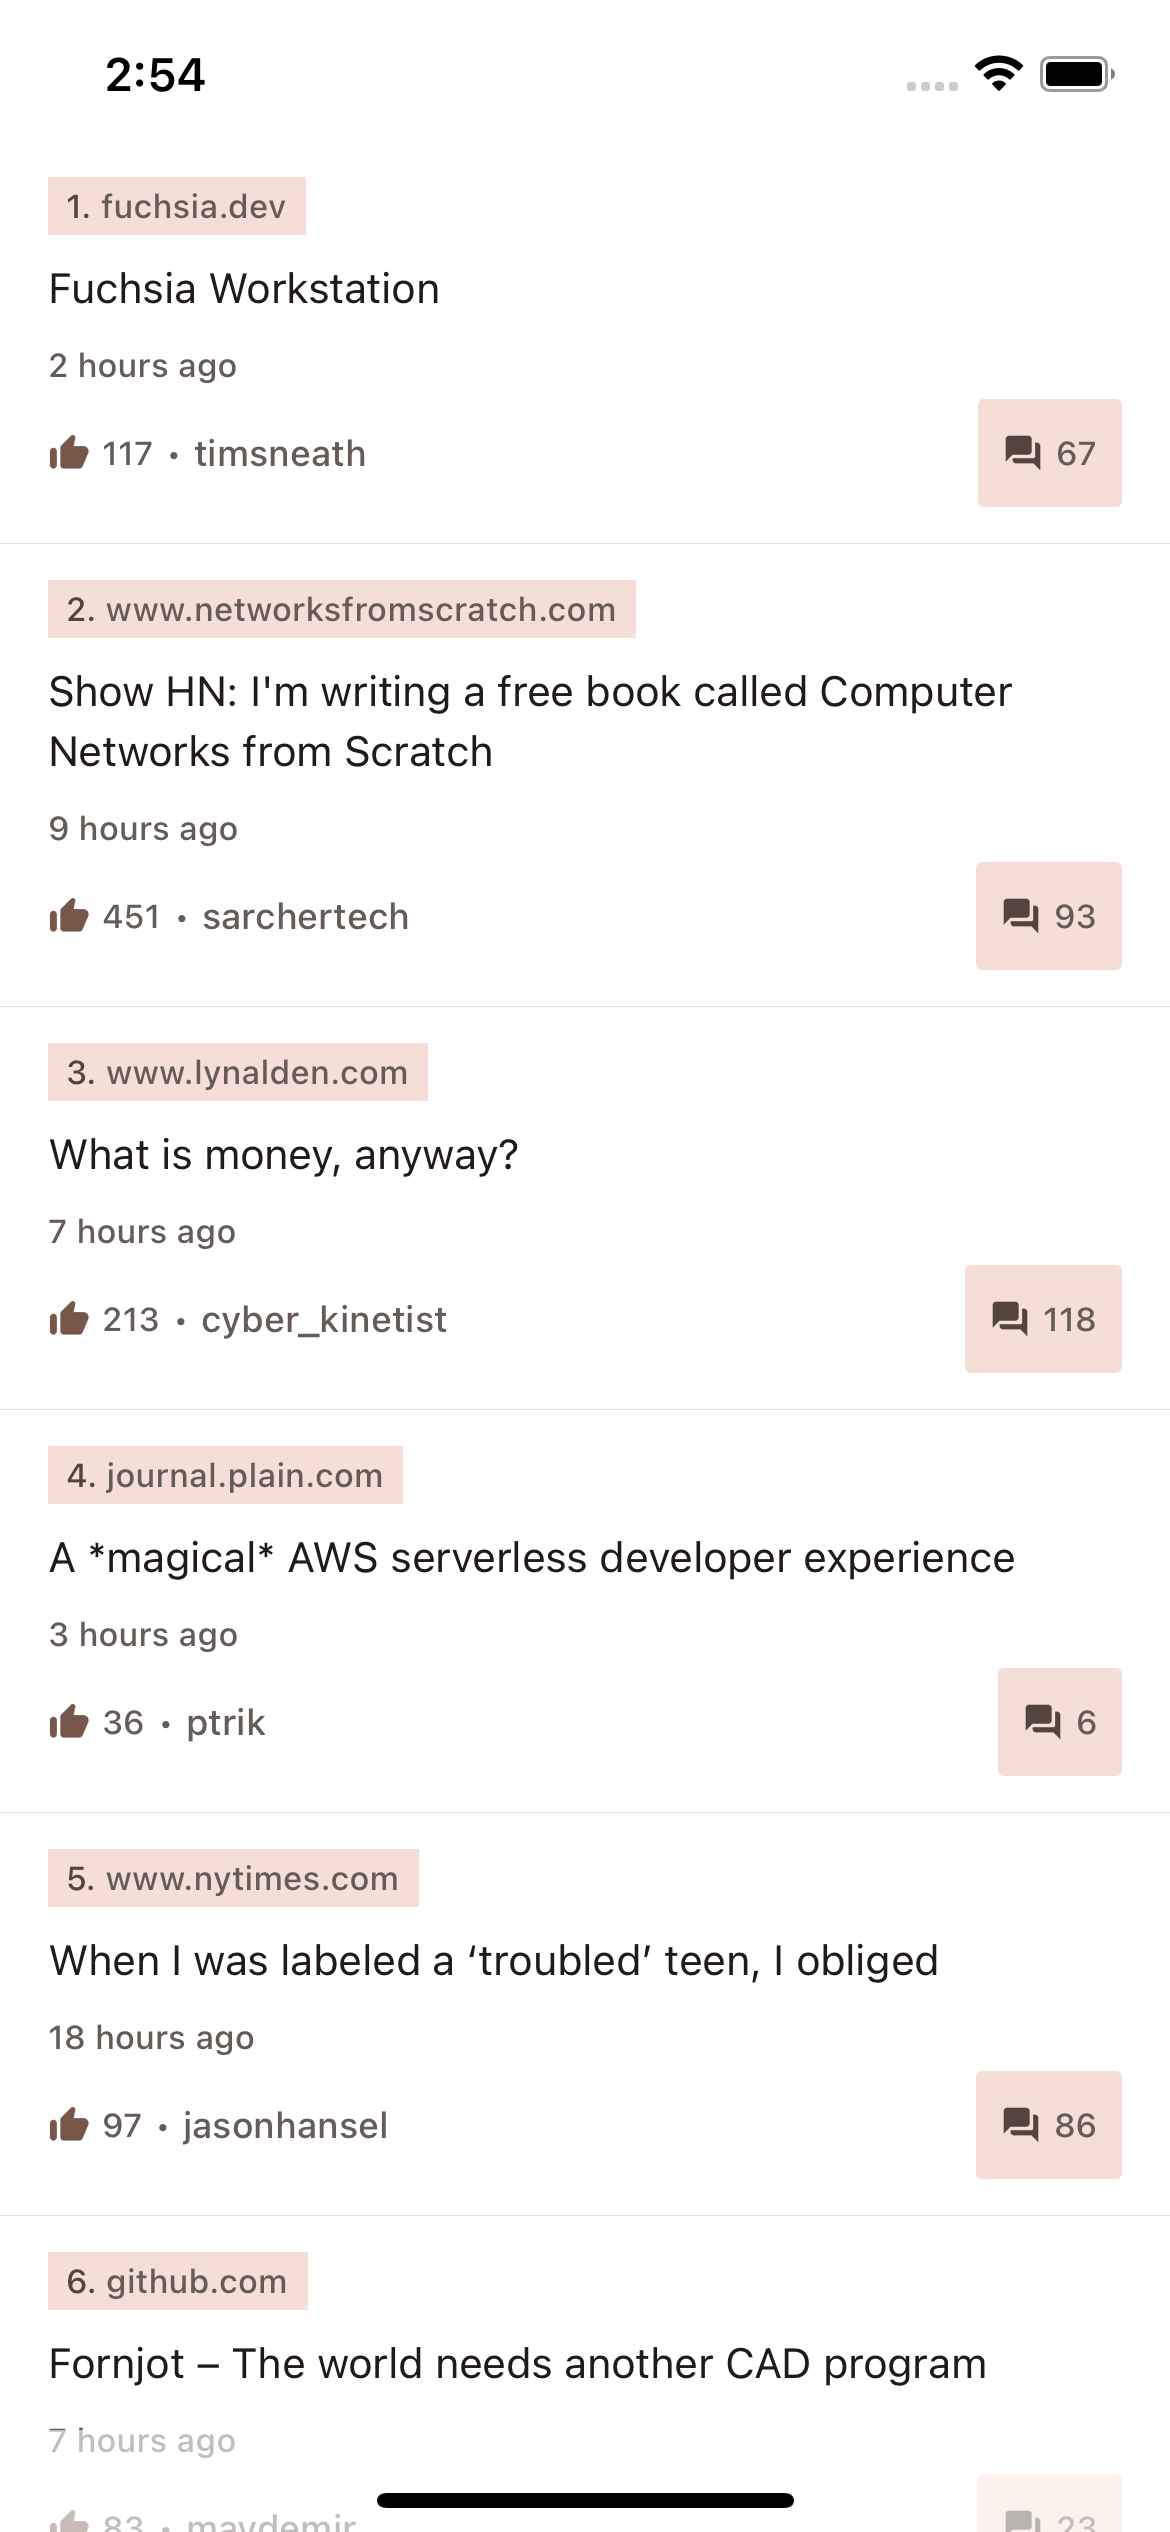 2:54
1. fuchsia.dev
Fuchsia Workstation
2 hours ago
117 • timsneath
67
2. www.networksfromscratch.com
Show HN: I'm writing a free book called Computer
Networks from Scratch
9 hours ago
451 • sarchertech
93
3. www.lynalden.com
What is money, anyway?
7 hours ago
213 • cyber_kinetist
118
4. journal.plain.com
A *magical* AWS serverless developer experience
3 hours ago
36 • ptrik
6
5. www.nytimes.com
When I was labeled a ‘troubled’ teen, I obliged
18 hours ago
97 • jasonhansel
86
6. github.com
Fornjot – The world needs another CAD program
7 hours ago
83 • mavdemir
23